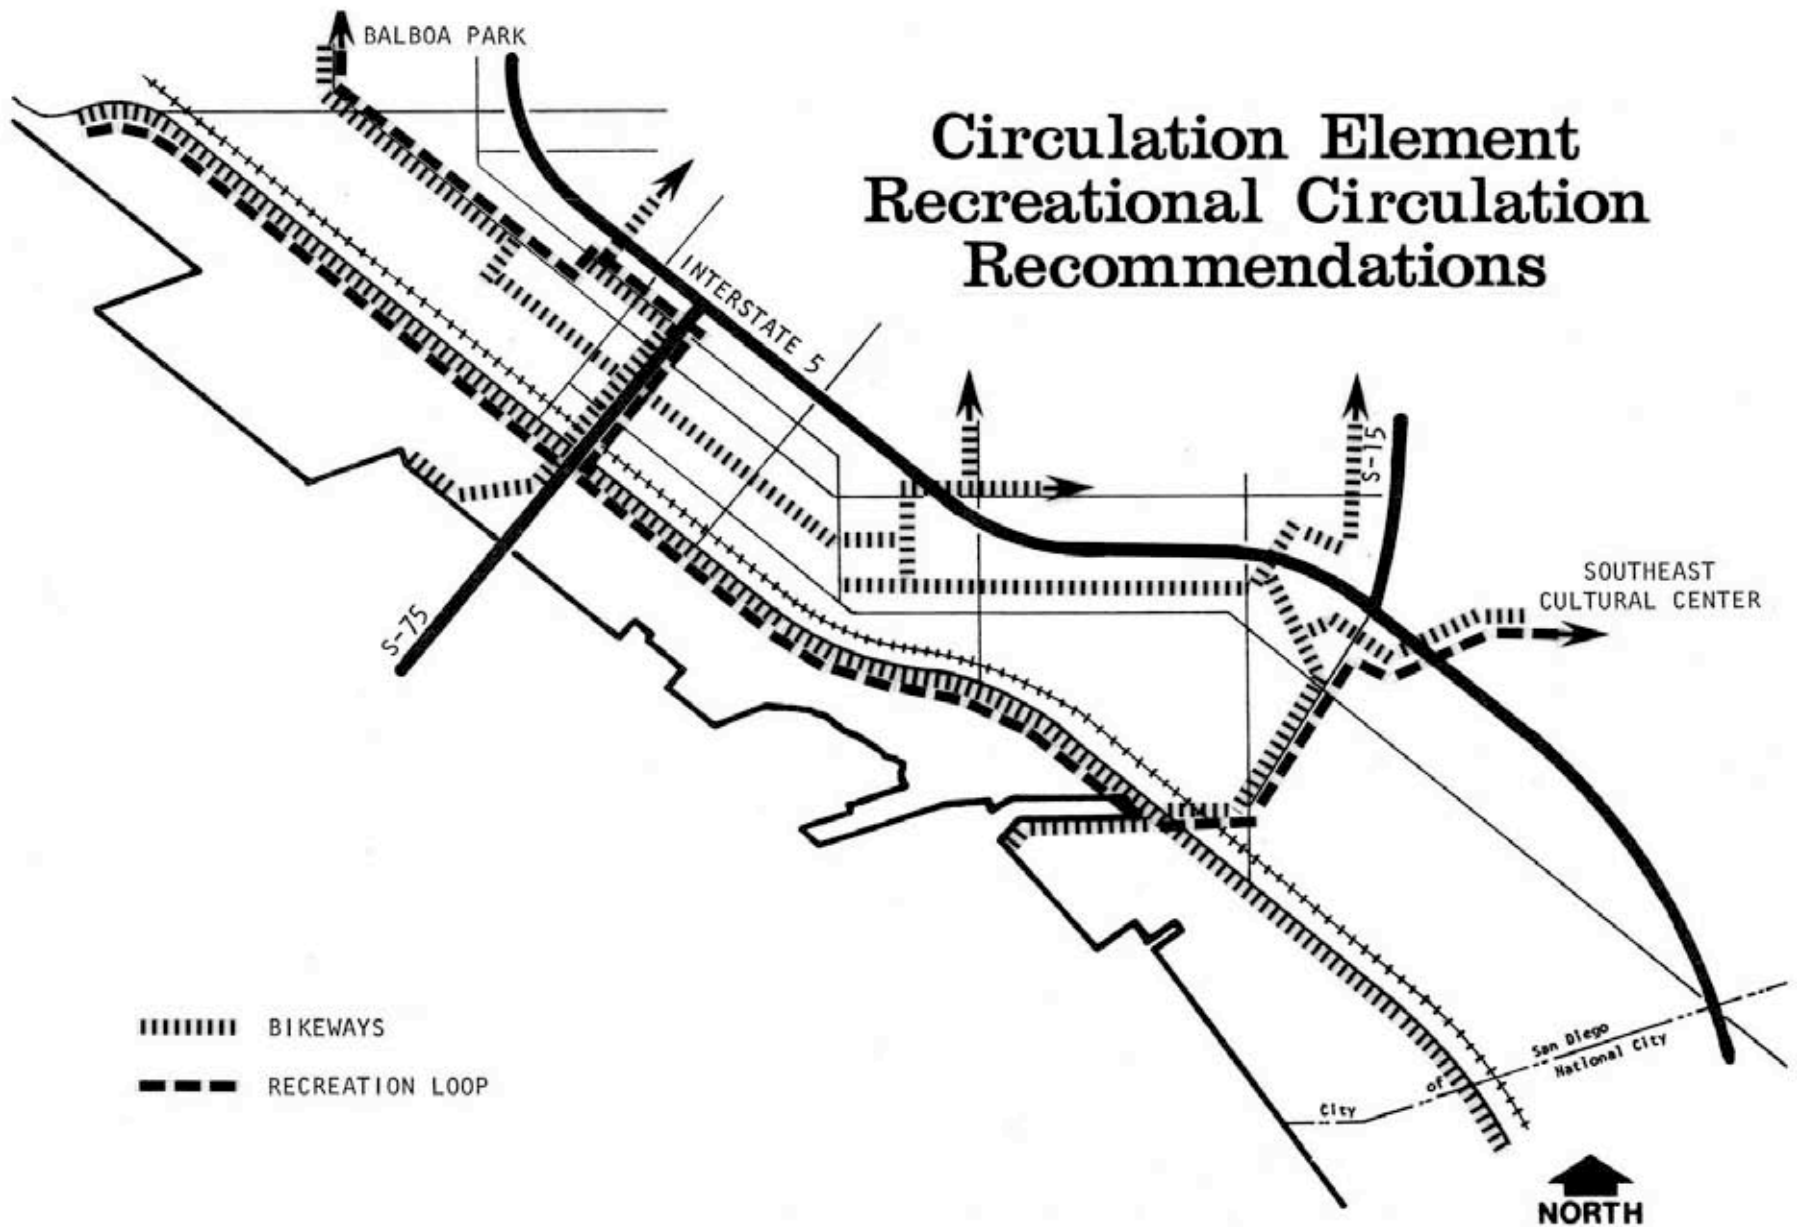 BALBOA PARK
Circulation Element
Recreational Circulation
Recommendations
INTERSTATE 5
S-15
SOUTHEAST
CULTURAL CENTER
S-75
BIKEWAYS
RECREATION LOOP
San Diego
National City
City of
NORTH